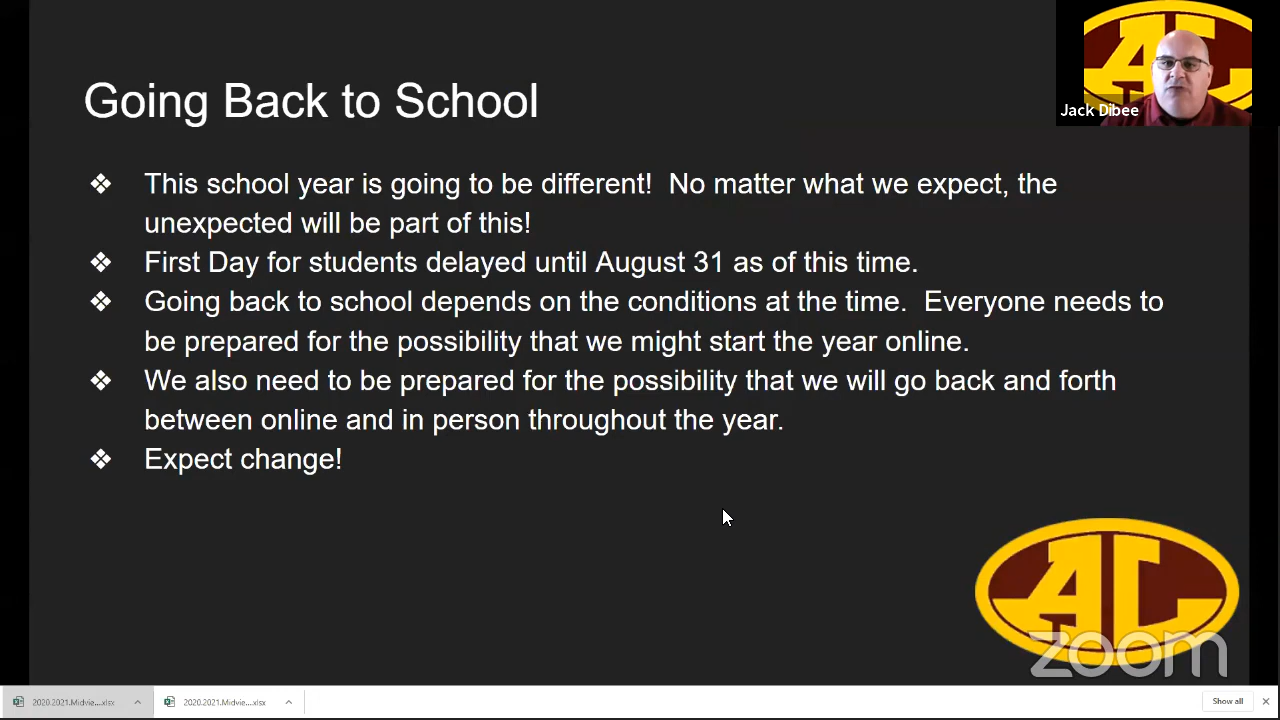 Going Back to School
Jack Dibee
❖ This school year is going to be different!  No matter what we expect, the
unexpected will be part of this!
❖ First Day for students delayed until August 31 as of this time.
❖ Going back to school depends on the conditions at the time.  Everyone needs to
be prepared for the possibility that we might start the year online.
❖ We also need to be prepared for the possibility that we will go back and forth
between online and in person throughout the year.
❖ Expect change!
AL
zoom
2020.2021.Midvie....xlsx
2020.2021.Midvie....xlsx
Show all